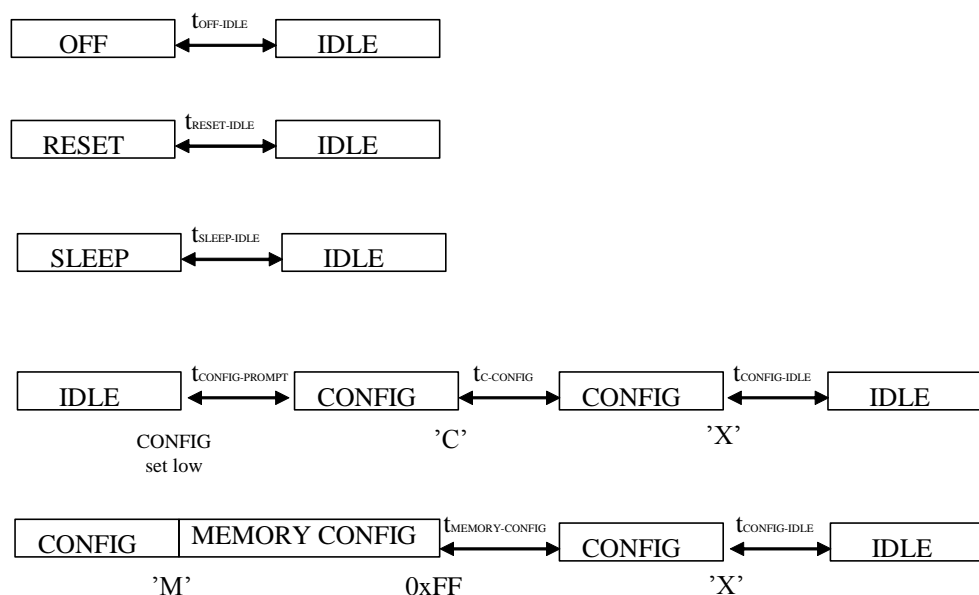 tOFF-IDLE
OFF IDLE
tRESET-IDLE
RESET IDLE
tSLEEP-IDLE
SLEEP IDLE
tCONFIG-PROMPT tC-CONFIG tCONFIG-IDLE
IDLE CONFIG CONFIG IDLE
CONFIG
set low
’C’ ’X’
tMEMORY-CONFIG tCONFIG-IDLE
CONFIG MEMORY CONFIG CONFIG IDLE
’M’ 0xFF ’X’